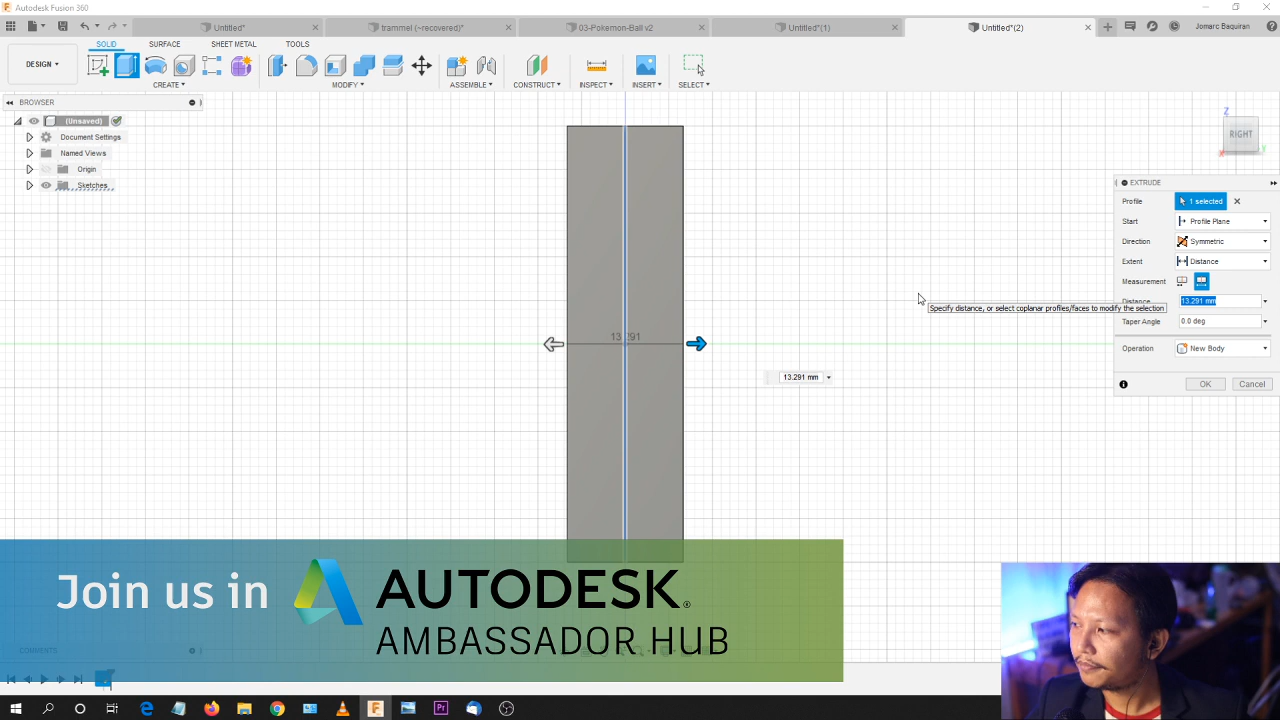 Autodesk Fusion 360
Untitled*
trammel (~recovered)*
03-Pokemon-Ball v2
Untitled*(1)
Untitled*(2)
Jomarc Baquiran
SOLID
SURFACE
SHEET METAL
TOOLS
DESIGN
CREATE
MODIFY
ASSEMBLE
CONSTRUCT
INSPECT
INSERT
SELECT
BROWSER
(Unsaved)
Document Settings
Named Views
Origin
Sketches
Z
RIGHT
X
Y
EXTRUDE
Profile
1 selected
Start
Profile Plane
Direction
Symmetric
Extent
Distance
Measurement
Distance
13.291 mm
Specify distance, or select coplanar profiles/faces to modify the selection
Taper Angle
0.0 deg
Operation
New Body
OK
Cancel
13.291
13.291 mm
Join us in
AUTODESK®
AMBASSADOR HUB
COMMENTS